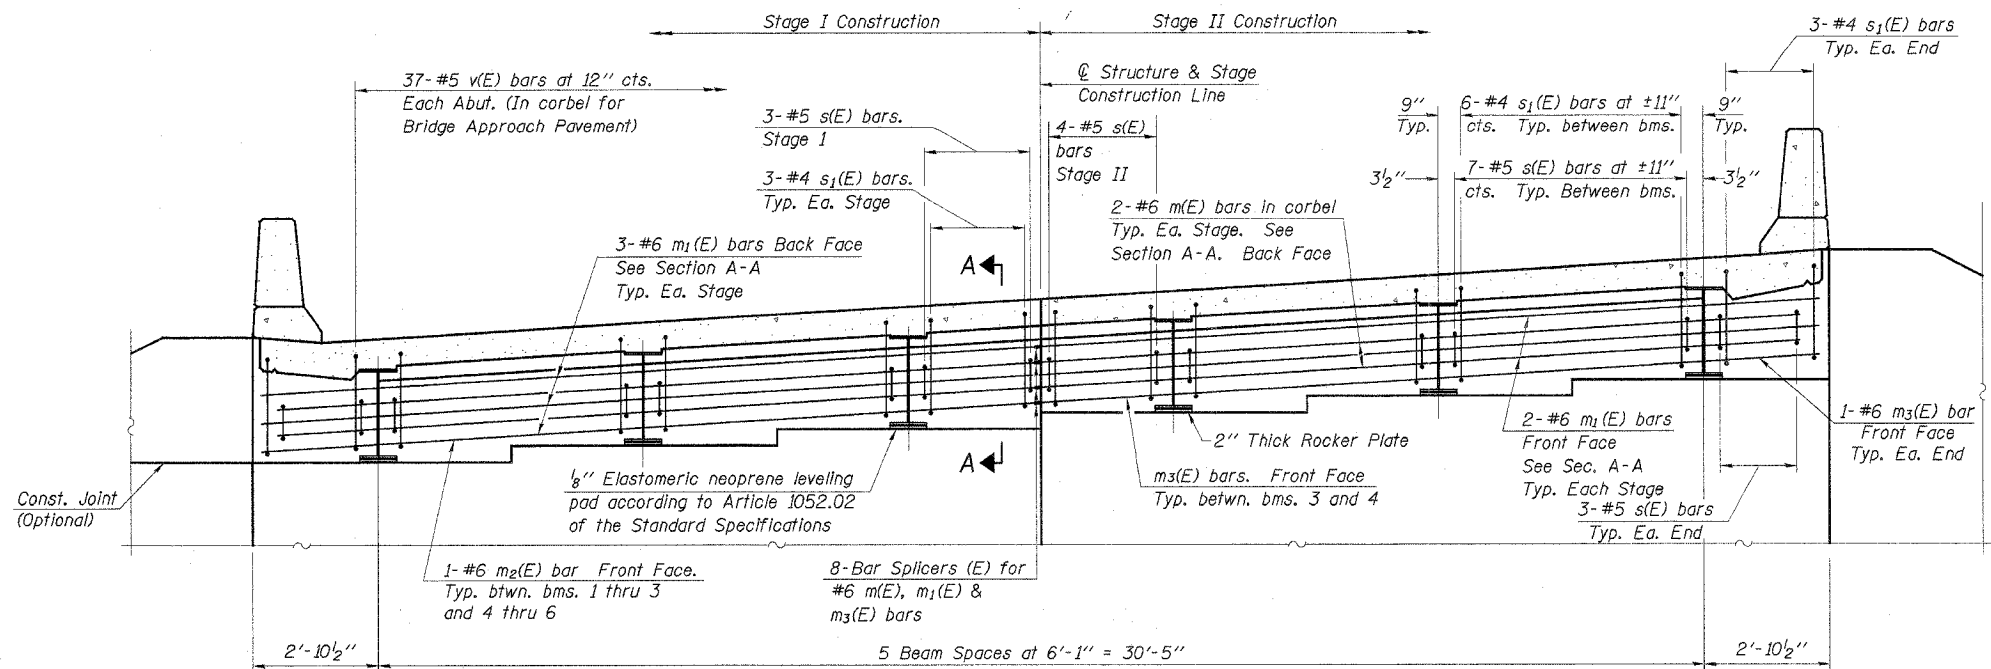 Stage I Construction
Stage II Construction
3-#4 s1(E) bars
Typ. Ea. End
37-#5 v(E) bars at 12" cts.
Each Abut. (In corbel for
Bridge Approach Pavement)
℄ Structure & Stage
Construction Line
3-#5 s(E) bars.
Stage 1
4-#5 s(E)
bars
Stage II
9"
Typ.
6-#4 s1(E) bars at ±11"
cts. Typ. between bms.
9"
Typ.
3-#4 s1(E) bars.
Typ. Ea. Stage
3½"
7-#5 s(E) bars at ±11"
cts. Typ. Between bms.
3½"
2-#6 m(E) bars in corbel
Typ. Ea. Stage. See
Section A-A. Back Face
3-#6 m1(E) bars Back Face
See Section A-A
Typ. Ea. Stage
A
A
2" Thick Rocker Plate
1-#6 m3(E) bar
Front Face
Typ. Ea. End
2-#6 m1(E) bars
Front Face
See Sec. A-A
Typ. Each Stage
m3(E) bars. Front Face
Typ. betwn. bms. 3 and 4
⅛" Elastomeric neoprene leveling
pad according to Article 1052.02
of the Standard Specifications
Const. Joint
(Optional)
3-#5 s(E) bars
Typ. Ea. End
1-#6 m2(E) bar Front Face.
Typ. btwn. bms. 1 thru 3
and 4 thru 6
8-Bar Splicers (E) for
#6 m(E), m1(E) &
m3(E) bars
2'-10½"
5 Beam Spaces at 6'-1" = 30'-5"
2'-10½"